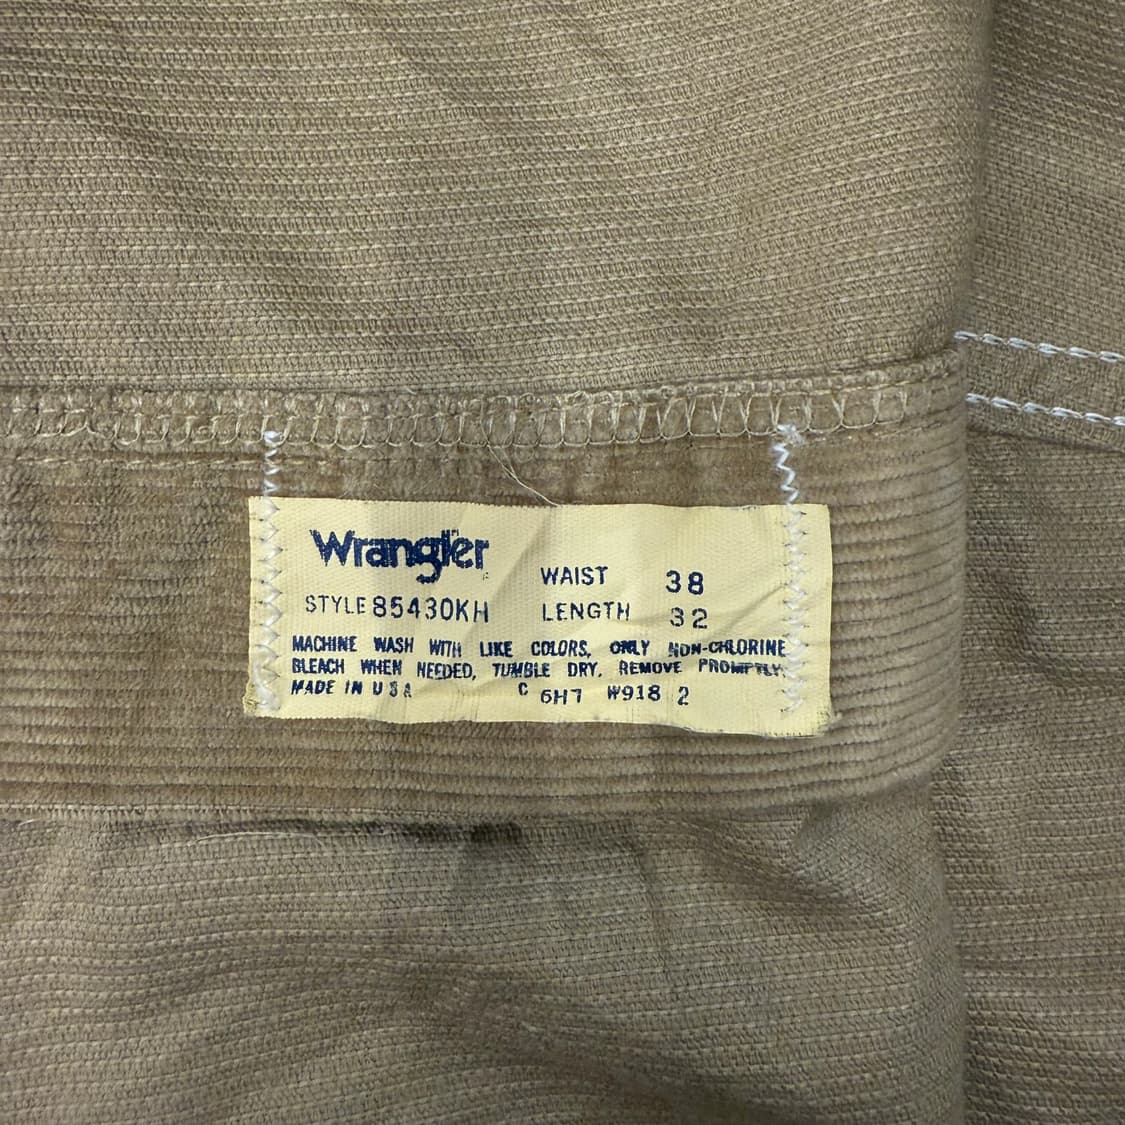 Wrangler
WAIST 38
STYLE 85430KH LENGTH 32
MACHINE WASH WITH LIKE COLORS, ONLY NON-CHLORINE
BLEACH WHEN NEEDED, TUMBLE DRY, REMOVE PROMPTLY.
MADE IN USA C 6H7 W918 2